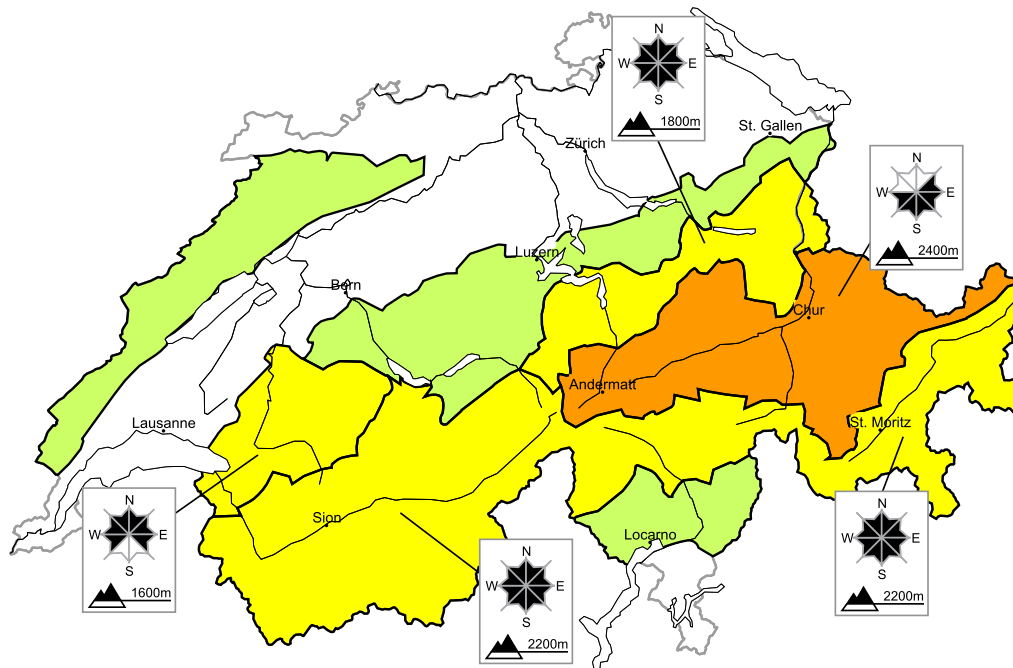 N
W E
S
1800m
St. Gallen
Zürich
N
W E
S
2400m
Luzern
Bern
Chur
Andermatt
Lausanne
St. Moritz
N
W E
S
1600m
Sion
N
W E
S
2200m
Locarno
N
W E
S
2200m